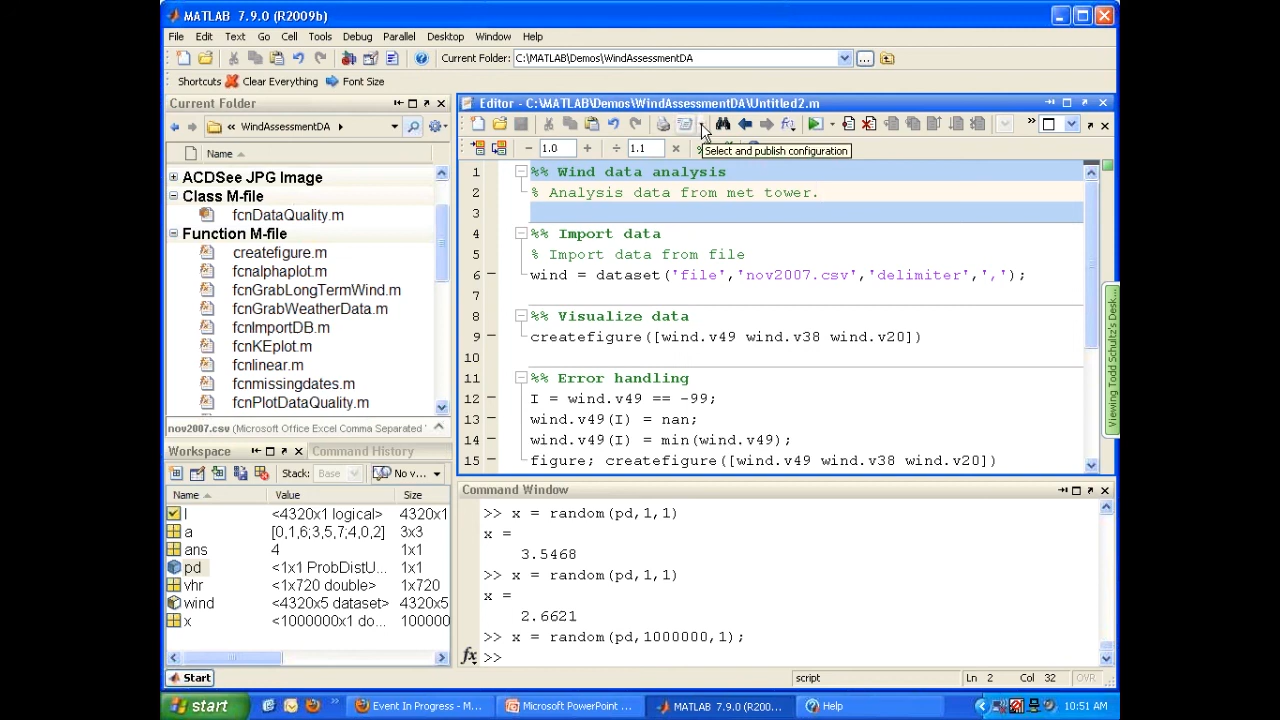 MATLAB 7.9.0 (R2009b)
File Edit Text Go Cell Tools Debug Parallel Desktop Window Help
Current Folder: C:\MATLAB\Demos\WindAssessmentDA
Shortcuts Clear Everything Font Size
Current Folder
« WindAssessmentDA
Name
ACDSee JPG Image
Class M-file
fcnDataQuality.m
Function M-file
createfigure.m
fcnalphaplot.m
fcnGrabLongTermWind.m
fcnGrabWeatherData.m
fcnImportDB.m
fcnKEplot.m
fcnlinear.m
fcnmissingdates.m
fcnPlotDataQuality.m
nov2007.csv (Microsoft Office Excel Comma Separated
Workspace
Command History
Stack: Base
No v...
Name Value Size
I <4320x1 logical> 4320x1
a [0,1,6;3,5,7;4,0,2] 3x3
ans 4 1x1
pd <1x1 ProbDistU... 1x1
vhr <1x720 double> 1x720
wind <4320x5 dataset> 4320x5
x <1000000x1 do... 100000
Editor - C:\MATLAB\Demos\WindAssessmentDA\Untitled2.m
1.0
1.1
Select and publish configuration
1 %% Wind data analysis
2 % Analysis data from met tower.
3
4 %% Import data
5 % Import data from file
6 wind = dataset('file','nov2007.csv','delimiter',',');
7
8 %% Visualize data
9 createfigure([wind.v49 wind.v38 wind.v20])
10
11 %% Error handling
12 I = wind.v49 == -99;
13 wind.v49(I) = nan;
14 wind.v49(I) = min(wind.v49);
15 figure; createfigure([wind.v49 wind.v38 wind.v20])
Viewing Todd Schultz's Desk...
Command Window
>> x = random(pd,1,1)
x =
3.5468
>> x = random(pd,1,1)
x =
2.6621
>> x = random(pd,1000000,1);
fx >>
Start
script
Ln 2 Col 32 OVR
start
Event In Progress - M...
Microsoft PowerPoint ...
MATLAB 7.9.0 (R200...
Help
10:51 AM